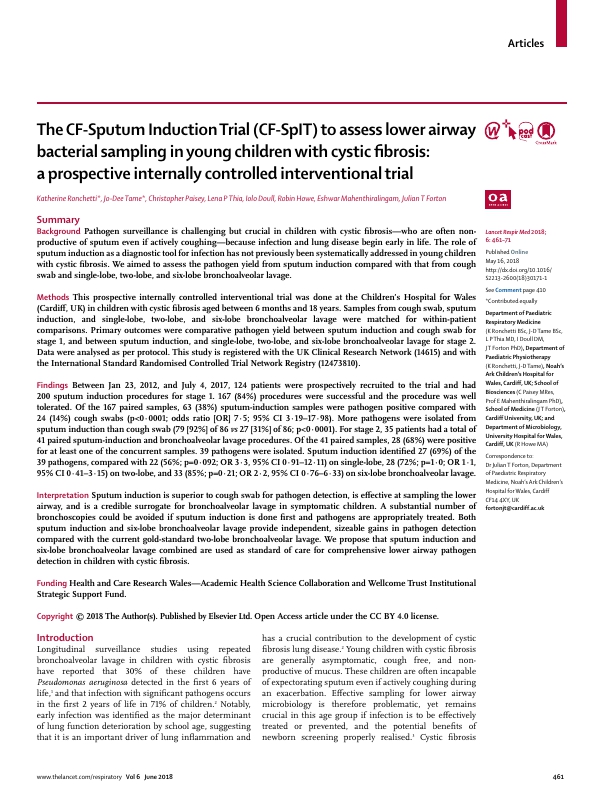 Articles
The CF-Sputum Induction Trial (CF-SpIT) to assess lower airway
bacterial sampling in young children with cystic fibrosis:
a prospective internally controlled interventional trial
Katherine Ronchetti*, Jo-Dee Tame*, Christopher Paisey, Lena P Thia, Iolo Doull, Robin Howe, Eshwar Mahenthiralingam, Julian T Forton
Summary
Background Pathogen surveillance is challenging but crucial in children with cystic fibrosis—who are often non-
productive of sputum even if actively coughing—because infection and lung disease begin early in life. The role of
sputum induction as a diagnostic tool for infection has not previously been systematically addressed in young children
with cystic fibrosis. We aimed to assess the pathogen yield from sputum induction compared with that from cough
swab and single-lobe, two-lobe, and six-lobe bronchoalveolar lavage.
Methods This prospective internally controlled interventional trial was done at the Children's Hospital for Wales
(Cardiff, UK) in children with cystic fibrosis aged between 6 months and 18 years. Samples from cough swab, sputum
induction, and single-lobe, two-lobe, and six-lobe bronchoalveolar lavage were matched for within-patient
comparisons. Primary outcomes were comparative pathogen yield between sputum induction and cough swab for
stage 1, and between sputum induction, and single-lobe, two-lobe, and six-lobe bronchoalveolar lavage for stage 2.
Data were analysed as per protocol. This study is registered with the UK Clinical Research Network (14615) and with
the International Standard Randomised Controlled Trial Network Registry (12473810).
Findings Between Jan 23, 2012, and July 4, 2017, 124 patients were prospectively recruited to the trial and had
200 sputum induction procedures for stage 1. 167 (84%) procedures were successful and the procedure was well
tolerated. Of the 167 paired samples, 63 (38%) sputum-induction samples were pathogen positive compared with
24 (14%) cough swabs (p<0·0001; odds ratio [OR] 7·5; 95% CI 3·19–17·98). More pathogens were isolated from
sputum induction than cough swab (79 [92%] of 86 vs 27 [31%] of 86; p<0·0001). For stage 2, 35 patients had a total of
41 paired sputum-induction and bronchoalveolar lavage procedures. Of the 41 paired samples, 28 (68%) were positive
for at least one of the concurrent samples. 39 pathogens were isolated. Sputum induction identified 27 (69%) of the
39 pathogens, compared with 22 (56%; p=0·092; OR 3·3, 95% CI 0·91–12·11) on single-lobe, 28 (72%; p=1·0; OR 1·1,
95% CI 0·41–3·15) on two-lobe, and 33 (85%; p=0·21; OR 2·2, 95% CI 0·76–6·33) on six-lobe bronchoalveolar lavage.
Interpretation Sputum induction is superior to cough swab for pathogen detection, is effective at sampling the lower
airway, and is a credible surrogate for bronchoalveolar lavage in symptomatic children. A substantial number of
bronchoscopies could be avoided if sputum induction is done first and pathogens are appropriately treated. Both
sputum induction and six-lobe bronchoalveolar lavage provide independent, sizeable gains in pathogen detection
compared with the current gold-standard two-lobe bronchoalveolar lavage. We propose that sputum induction and
six-lobe bronchoalveolar lavage combined are used as standard of care for comprehensive lower airway pathogen
detection in children with cystic fibrosis.
Funding Health and Care Research Wales—Academic Health Science Collaboration and Wellcome Trust Institutional
Strategic Support Fund.
Copyright © 2018 The Author(s). Published by Elsevier Ltd. Open Access article under the CC BY 4.0 license.
Introduction
Longitudinal surveillance studies using repeated
bronchoalveolar lavage in children with cystic fibrosis
have reported that 30% of these children have
Pseudomonas aeruginosa detected in the first 6 years of
life,¹ and that infection with significant pathogens occurs
in the first 2 years of life in 71% of children.² Notably,
early infection was identified as the major determinant
of lung function deterioration by school age, suggesting
that it is an important driver of lung inflammation and
has a crucial contribution to the development of cystic
fibrosis lung disease.² Young children with cystic fibrosis
are generally asymptomatic, cough free, and non-
productive of mucus. These children are often incapable
of expectorating sputum even if actively coughing during
an exacerbation. Effective sampling for lower airway
microbiology is therefore problematic, yet remains
crucial in this age group if infection is to be effectively
treated or prevented, and the potential benefits of
newborn screening properly realised.³ Cystic fibrosis
W
pod
cast
CrossMark
oa
OPEN ACCESS
Lancet Respir Med 2018;
6: 461–71
Published Online
May 16, 2018
http://dx.doi.org/10.1016/
S2213-2600(18)30171-1
See Comment page 410
*Contributed equally
Department of Paediatric
Respiratory Medicine
(K Ronchetti BSc, J-D Tame BSc,
L P Thia MD, I Doull DM,
J T Forton PhD), Department of
Paediatric Physiotherapy
(K Ronchetti, J-D Tame), Noah's
Ark Children's Hospital for
Wales, Cardiff, UK; School of
Biosciences (C Paisey MRes,
Prof E Mahenthiralingam PhD),
School of Medicine (J T Forton),
Cardiff University, UK; and
Department of Microbiology,
University Hospital of Wales,
Cardiff, UK (R Howe MA)
Correspondence to:
Dr Julian T Forton, Department
of Paediatric Respiratory
Medicine, Noah's Ark Children's
Hospital for Wales, Cardiff
CF14 4XY, UK
fortonjt@cardiff.ac.uk
www.thelancet.com/respiratory Vol 6 June 2018
461